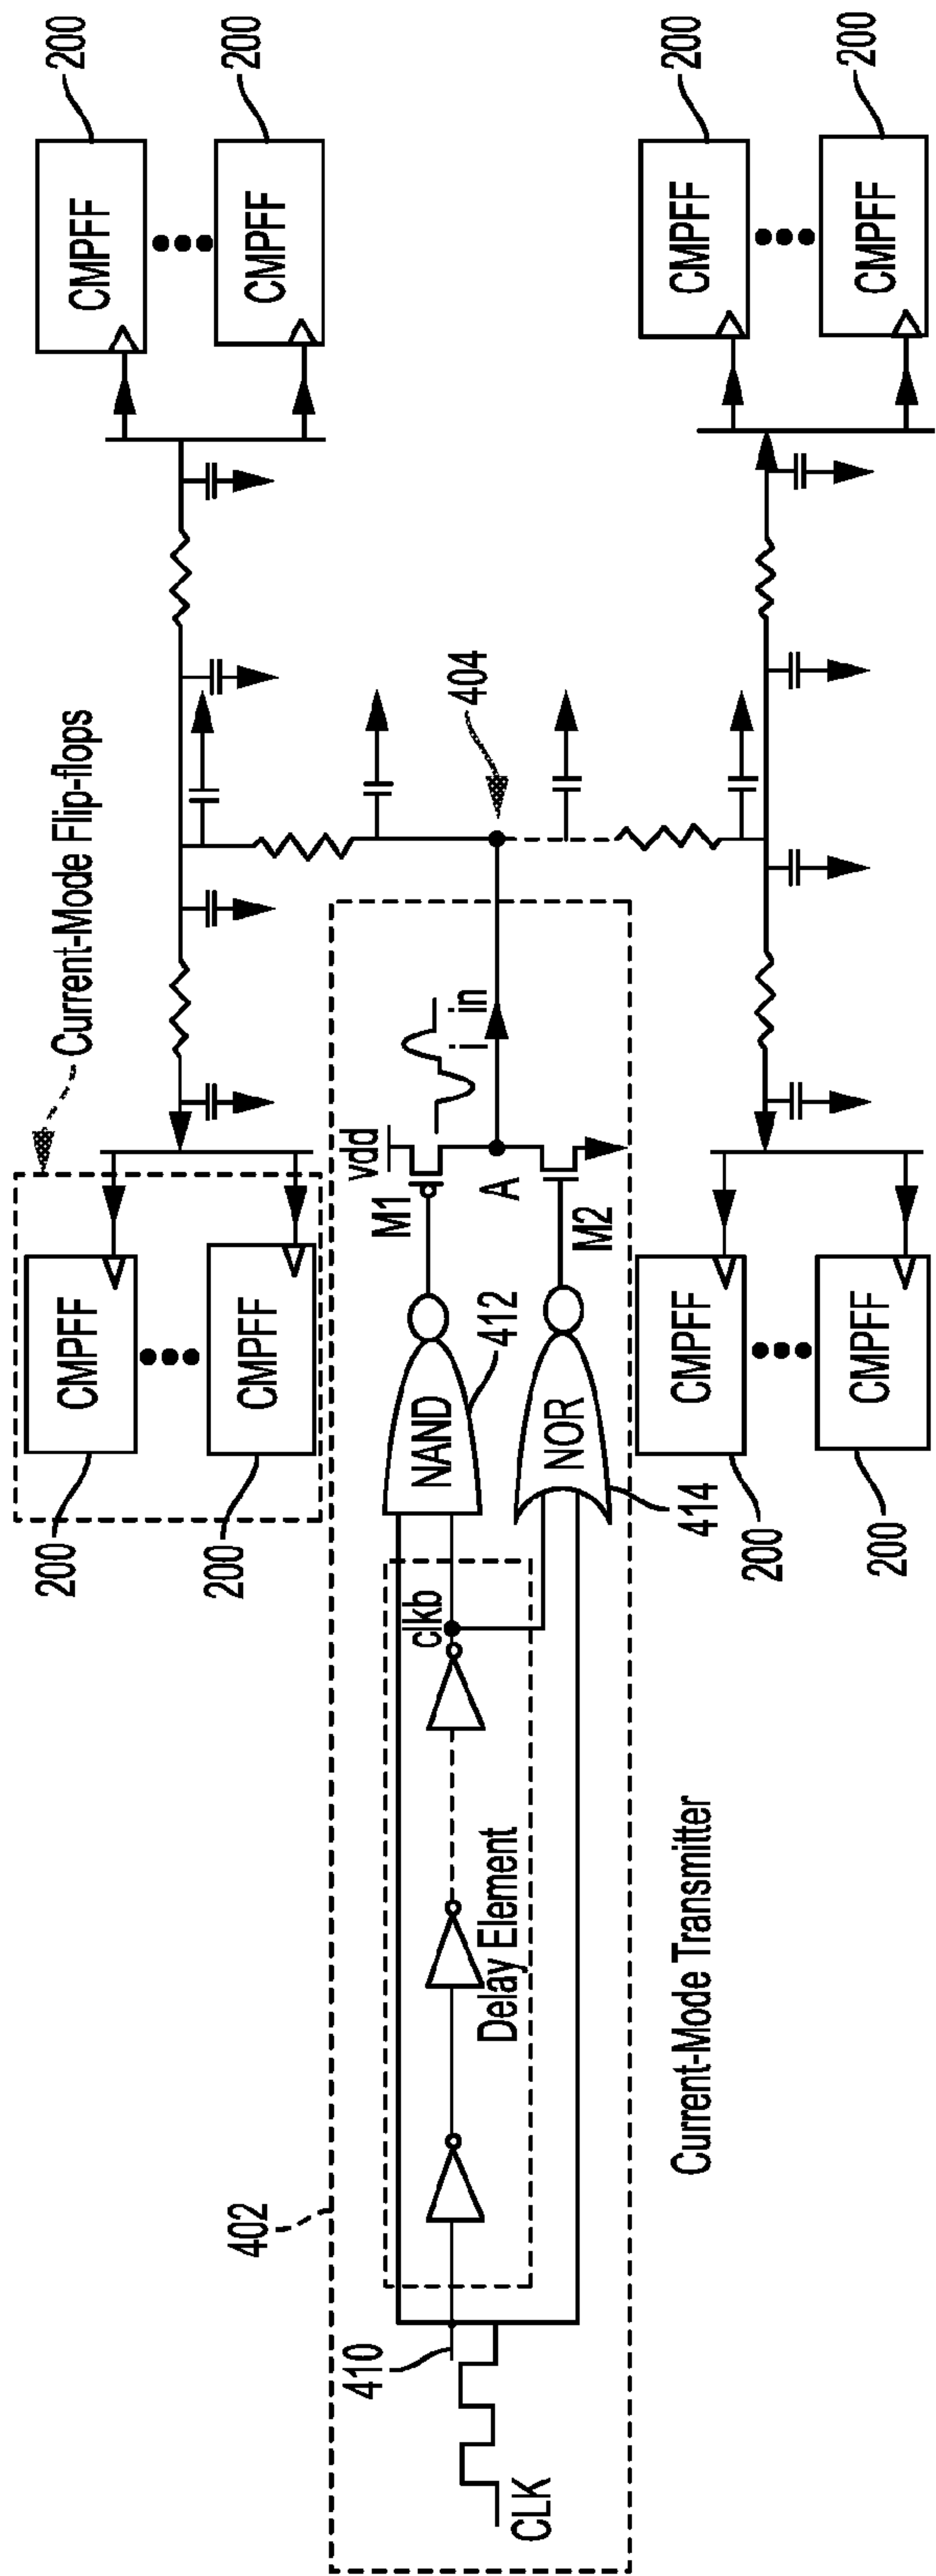 Current-Mode Flip-flops
200
CMPFF
200
CMPFF
CMPFF
200
CMPFF
200
402
410
CLK
Delay Element
clkb
NAND
412
NOR
414
M1
vdd
A
M2
i in
404
Current-Mode Transmitter
200
CMPFF
200
CMPFF
CMPFF
200
CMPFF
200